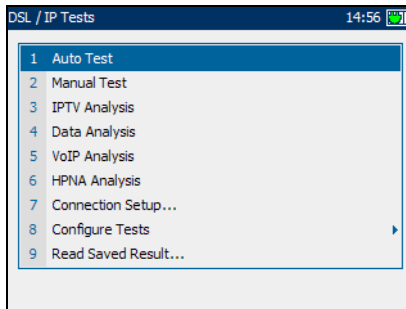 DSL / IP Tests 14:56
1 Auto Test
2 Manual Test
3 IPTV Analysis
4 Data Analysis
5 VoIP Analysis
6 HPNA Analysis
7 Connection Setup...
8 Configure Tests
9 Read Saved Result...